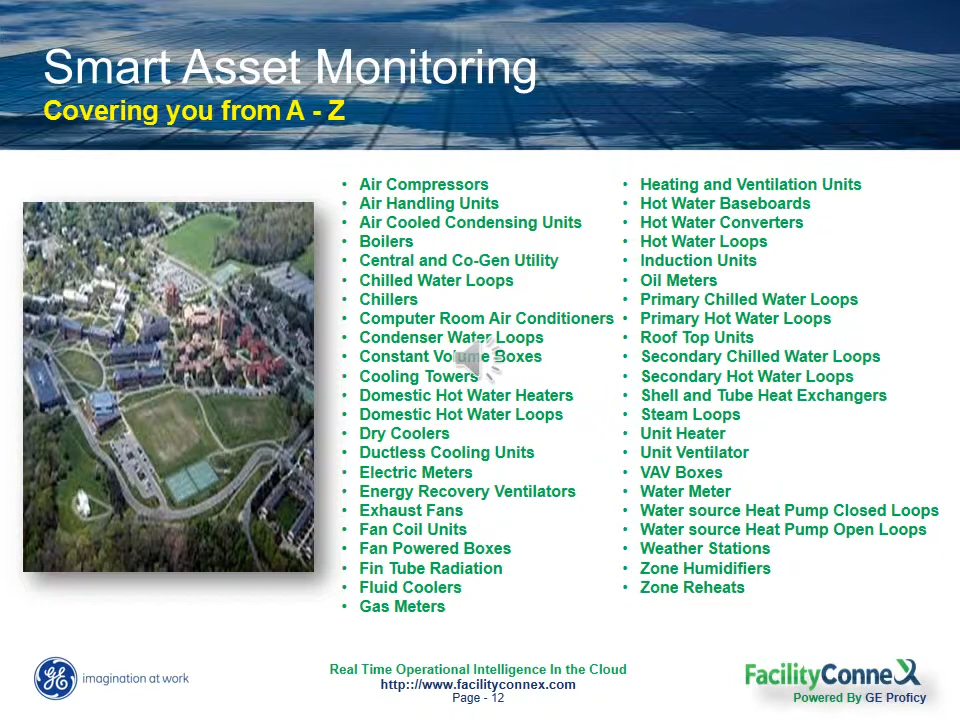 Smart Asset Monitoring
Covering you from A - Z
• Air Compressors
• Air Handling Units
• Air Cooled Condensing Units
• Boilers
• Central and Co-Gen Utility
• Chilled Water Loops
• Chillers
• Computer Room Air Conditioners
• Condenser Water Loops
• Constant Volume Boxes
• Cooling Towers
• Domestic Hot Water Heaters
• Domestic Hot Water Loops
• Dry Coolers
• Ductless Cooling Units
• Electric Meters
• Energy Recovery Ventilators
• Exhaust Fans
• Fan Coil Units
• Fan Powered Boxes
• Fin Tube Radiation
• Fluid Coolers
• Gas Meters
• Heating and Ventilation Units
• Hot Water Baseboards
• Hot Water Converters
• Hot Water Loops
• Induction Units
• Oil Meters
• Primary Chilled Water Loops
• Primary Hot Water Loops
• Roof Top Units
• Secondary Chilled Water Loops
• Secondary Hot Water Loops
• Shell and Tube Heat Exchangers
• Steam Loops
• Unit Heater
• Unit Ventilator
• VAV Boxes
• Water Meter
• Water source Heat Pump Closed Loops
• Water source Heat Pump Open Loops
• Weather Stations
• Zone Humidifiers
• Zone Reheats
GE
imagination at work
Real Time Operational Intelligence In the Cloud
http:://www.facilityconnex.com
Page - 12
FacilityConneX
Powered By GE Proficy